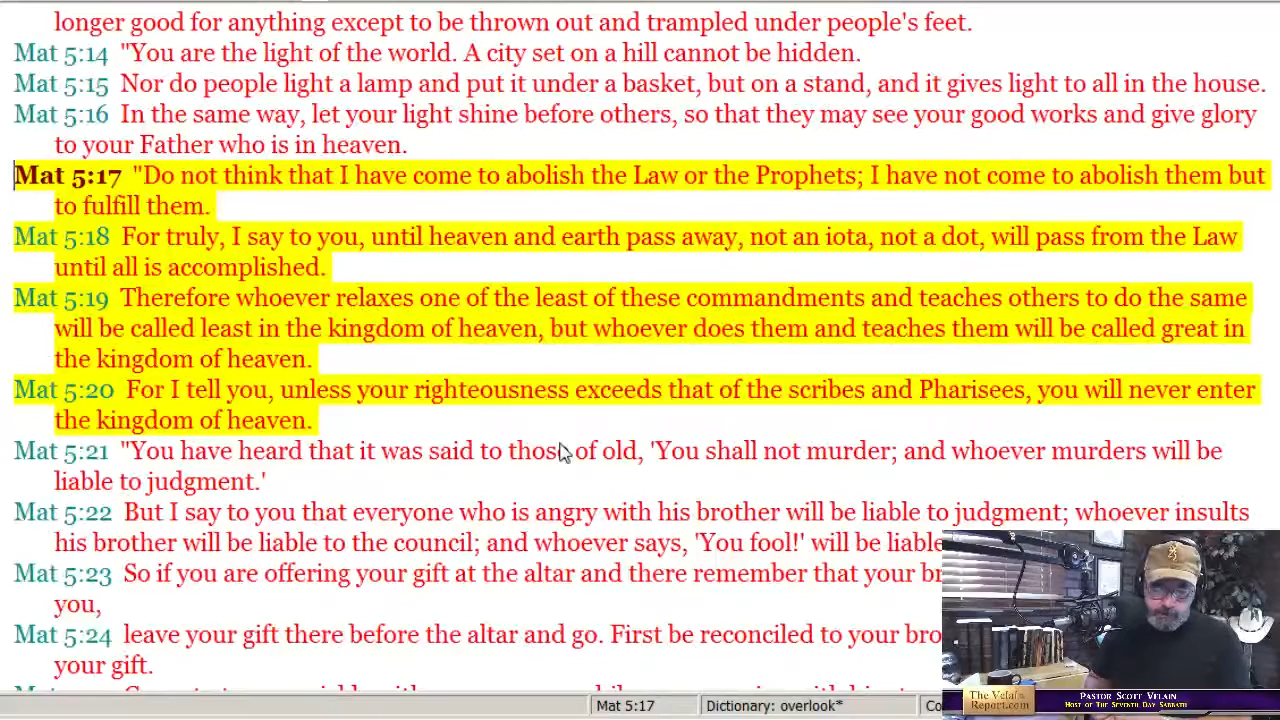 longer good for anything except to be thrown out and trampled under people's feet.
Mat 5:14 "You are the light of the world. A city set on a hill cannot be hidden.
Mat 5:15 Nor do people light a lamp and put it under a basket, but on a stand, and it gives light to all in the house.
Mat 5:16 In the same way, let your light shine before others, so that they may see your good works and give glory
to your Father who is in heaven.
Mat 5:17 "Do not think that I have come to abolish the Law or the Prophets; I have not come to abolish them but
to fulfill them.
Mat 5:18 For truly, I say to you, until heaven and earth pass away, not an iota, not a dot, will pass from the Law
until all is accomplished.
Mat 5:19 Therefore whoever relaxes one of the least of these commandments and teaches others to do the same
will be called least in the kingdom of heaven, but whoever does them and teaches them will be called great in
the kingdom of heaven.
Mat 5:20 For I tell you, unless your righteousness exceeds that of the scribes and Pharisees, you will never enter
the kingdom of heaven.
Mat 5:21 "You have heard that it was said to those of old, 'You shall not murder; and whoever murders will be
liable to judgment.'
Mat 5:22 But I say to you that everyone who is angry with his brother will be liable to judgment; whoever insults
his brother will be liable to the council; and whoever says, 'You fool!' will be liable
Mat 5:23 So if you are offering your gift at the altar and there remember that your br
you,
Mat 5:24 leave your gift there before the altar and go. First be reconciled to your bro
your gift.
Mat 5:17 Dictionary: overlook* Co
The Velain
Report.com
Pastor Scott Velain
Host of The Seventh Day Sabbath